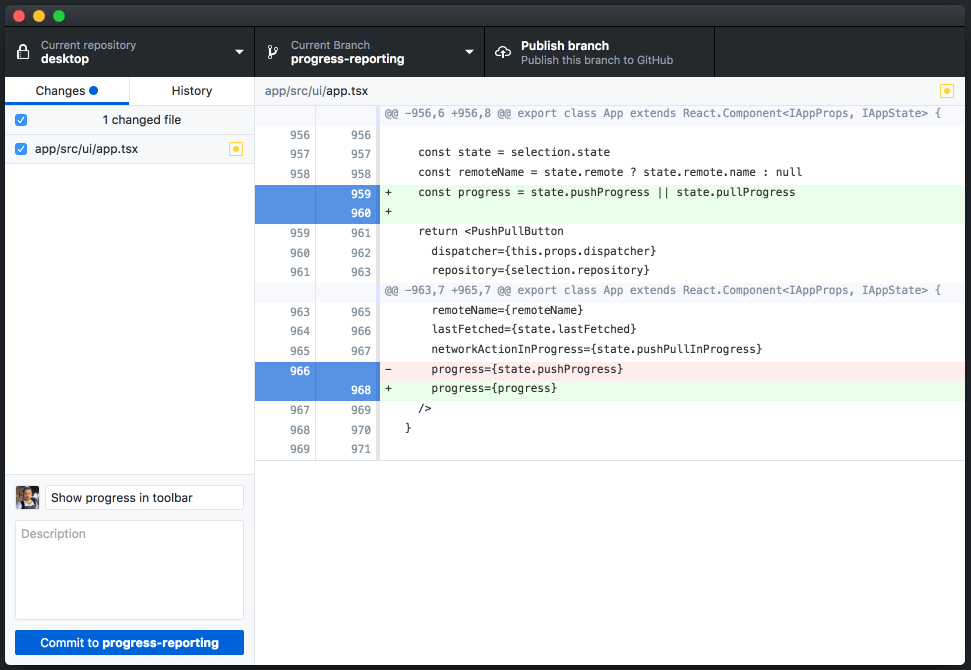 Current repository
desktop
Current Branch
progress-reporting
Publish branch
Publish this branch to GitHub
Changes
History
1 changed file
app/src/ui/app.tsx
app/src/ui/app.tsx
@@ -956,6 +956,8 @@ export class App extends React.Component<IAppProps, IAppState> {
956 956
957 957 const state = selection.state
958 958 const remoteName = state.remote ? state.remote.name : null
959 + const progress = state.pushProgress || state.pullProgress
960 +
959 961 return <PushPullButton
960 962 dispatcher={this.props.dispatcher}
961 963 repository={selection.repository}
@@ -963,7 +965,7 @@ export class App extends React.Component<IAppProps, IAppState> {
963 965 remoteName={remoteName}
964 966 lastFetched={state.lastFetched}
965 967 networkActionInProgress={state.pushPullInProgress}
966 - progress={state.pushProgress}
968 + progress={progress}
967 969 />
968 970 }
969 971
Show progress in toolbar
Description
Commit to progress-reporting